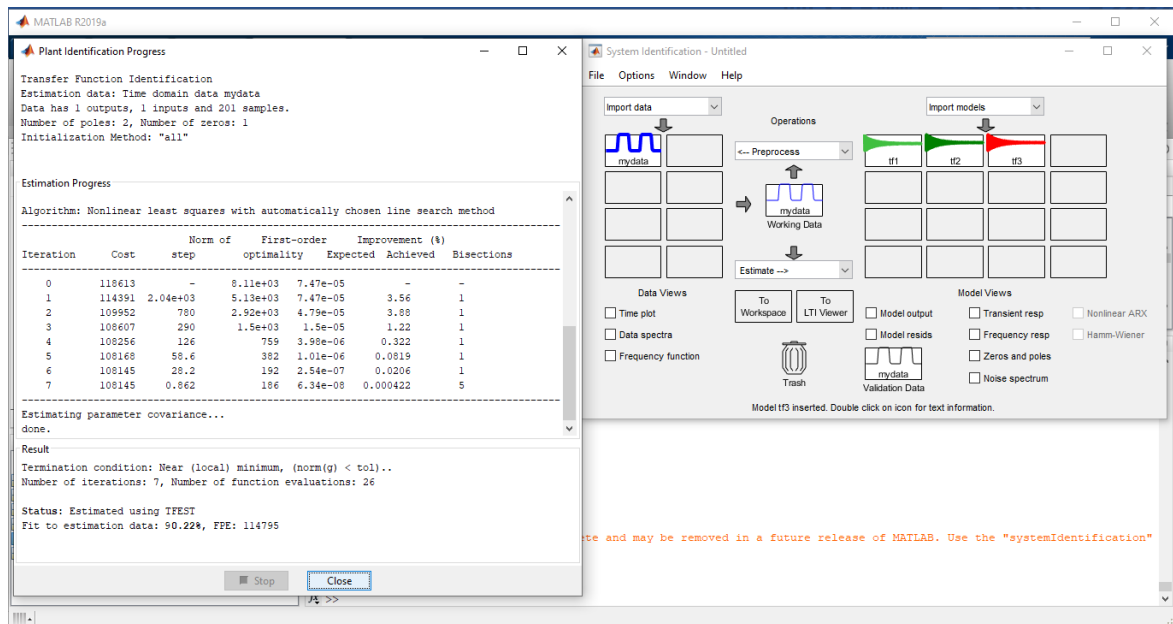 MATLAB R2019a
Plant Identification Progress
Transfer Function Identification
Estimation data: Time domain data mydata
Data has 1 outputs, 1 inputs and 201 samples.
Number of poles: 2, Number of zeros: 1
Initialization Method: "all"
Estimation Progress
Algorithm: Nonlinear least squares with automatically chosen line search method
Norm of First-order Improvement (%)
Iteration Cost step optimality Expected Achieved Bisections
0 118613 - 8.11e+03 7.47e-05 - -
1 114391 2.04e+03 5.13e+03 7.47e-05 3.56 1
2 109952 780 2.92e+03 4.79e-05 3.88 1
3 108607 290 1.5e+03 1.5e-05 1.22 1
4 108256 126 759 3.98e-06 0.322 1
5 108168 58.6 382 1.01e-06 0.0819 1
6 108145 28.2 192 2.54e-07 0.0206 1
7 108145 0.862 186 6.34e-08 0.000422 5
Estimating parameter covariance...
done.
Result
Termination condition: Near (local) minimum, (norm(g) < tol)..
Number of iterations: 7, Number of function evaluations: 26
Status: Estimated using TFEST
Fit to estimation data: 90.22%, FPE: 114795
Stop Close
System Identification - Untitled
File Options Window Help
Import data
Operations
Import models
mydata
<-- Preprocess
tf1 tf2 tf3
mydata
Working Data
Estimate -->
Data Views
To Workspace
To LTI Viewer
Model Views
Time plot
Data spectra
Frequency function
Trash
Model output Transient resp Nonlinear ARX
Model resids Frequency resp Hamm-Wiener
Zeros and poles
mydata
Validation Data
Noise spectrum
Model tf3 inserted. Double click on icon for text information.
ete and may be removed in a future release of MATLAB. Use the "systemIdentification"
>>